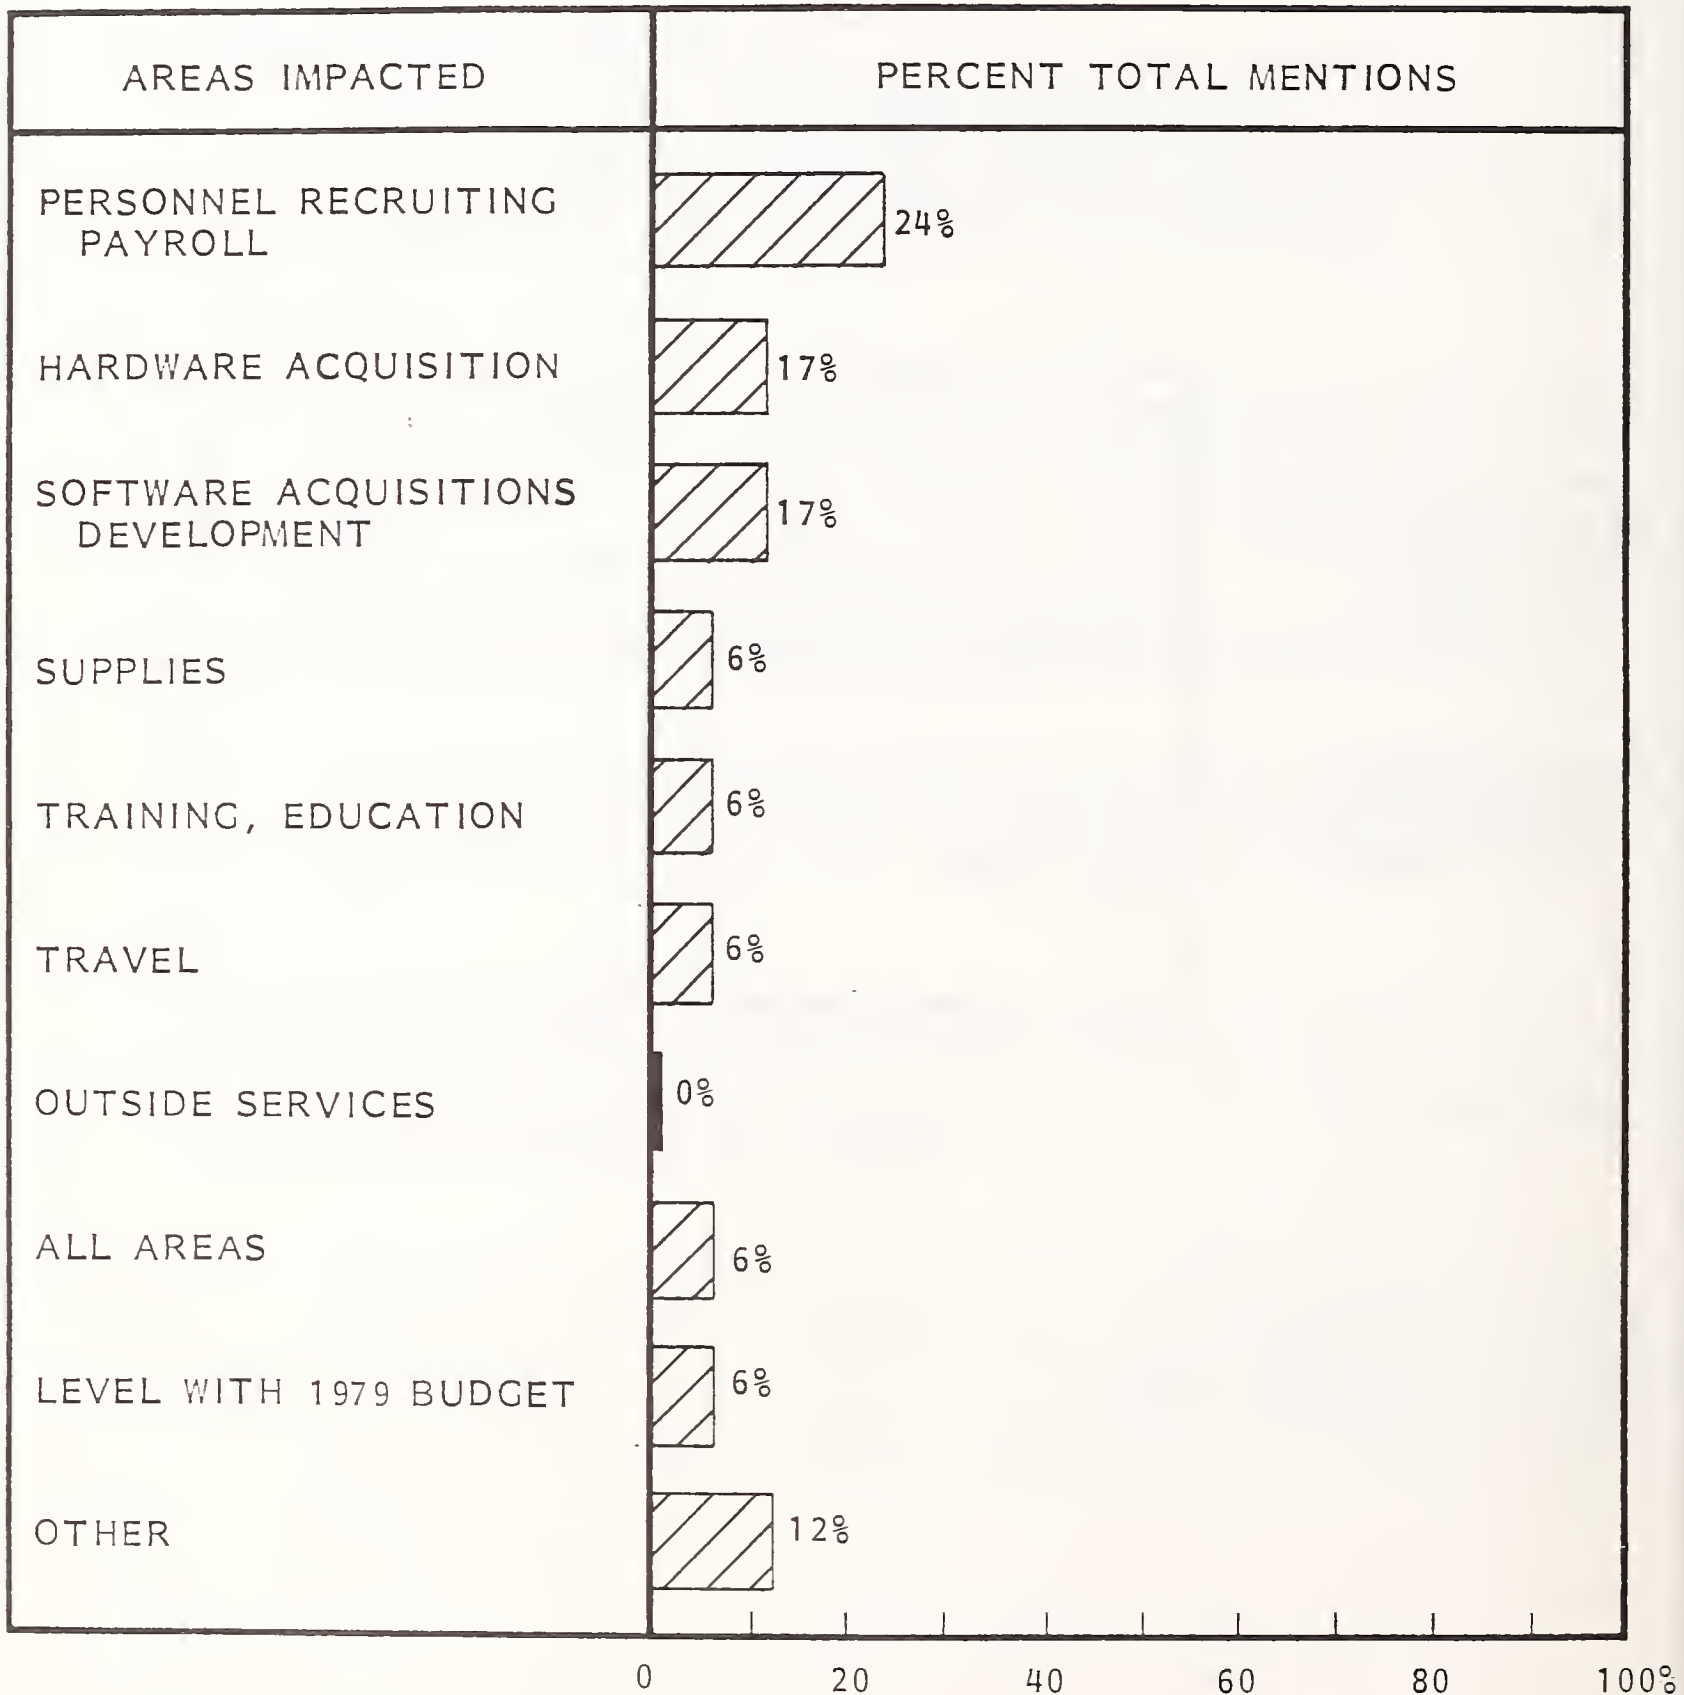 AREAS IMPACTED
PERCENT TOTAL MENTIONS
PERSONNEL RECRUITING
PAYROLL
24%
HARDWARE ACQUISITION
17%
SOFTWARE ACQUISITIONS
DEVELOPMENT
17%
SUPPLIES
6%
TRAINING, EDUCATION
6%
TRAVEL
6%
OUTSIDE SERVICES
0%
ALL AREAS
6%
LEVEL WITH 1979 BUDGET
6%
OTHER
12%
0 20 40 60 80 100%